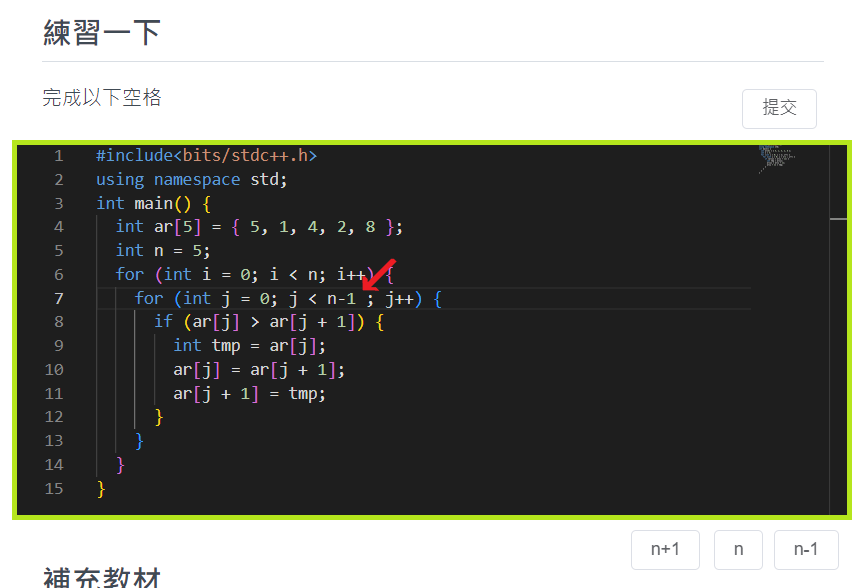 練習一下
完成以下空格
提交
1 #include<bits/stdc++.h>
2 using namespace std;
3 int main() {
4 int ar[5] = { 5, 1, 4, 2, 8 };
5 int n = 5;
6 for (int i = 0; i < n; i++) {
7 for (int j = 0; j < n-1 ; j++) {
8 if (ar[j] > ar[j + 1]) {
9 int tmp = ar[j];
10 ar[j] = ar[j + 1];
11 ar[j + 1] = tmp;
12 }
13 }
14 }
15 }
n+1 n n-1
補充教材